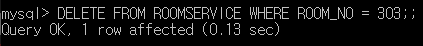 mysql> DELETE FROM ROOMSERVICE WHERE ROOM_NO = 303;;
Query OK, 1 row affected (0.13 sec)